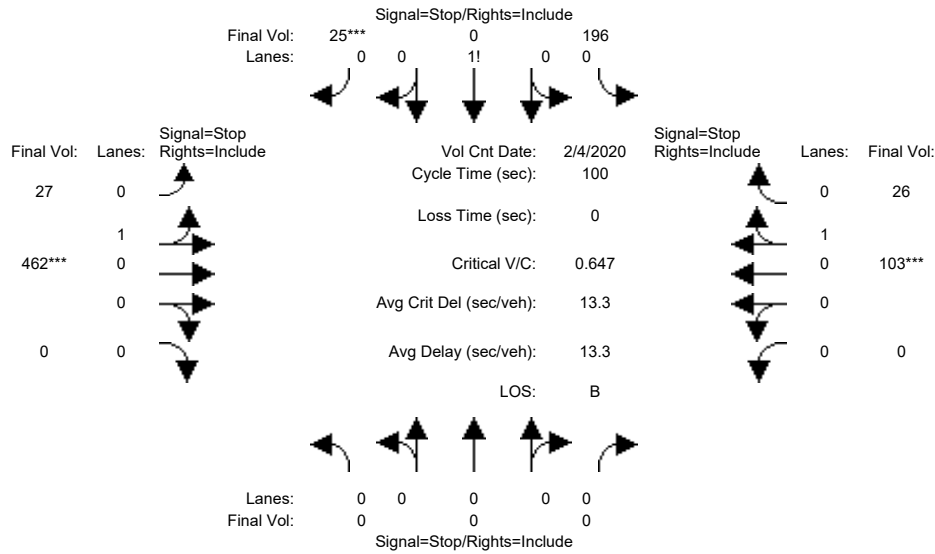 Signal=Stop/Rights=Include
Final Vol: 25*** 0 196
Lanes: 0 0 1! 0 0
Signal=Stop
Final Vol: Lanes: Rights=Include
Vol Cnt Date: 2/4/2020
Signal=Stop
Rights=Include Lanes: Final Vol:
Cycle Time (sec): 100
27 0
0 26
Loss Time (sec): 0
1
1
462*** 0
Critical V/C: 0.647
0 103***
0
Avg Crit Del (sec/veh): 13.3
0
0 0
Avg Delay (sec/veh): 13.3
0 0
LOS: B
Lanes: 0 0 0 0 0
Final Vol: 0 0 0
Signal=Stop/Rights=Include